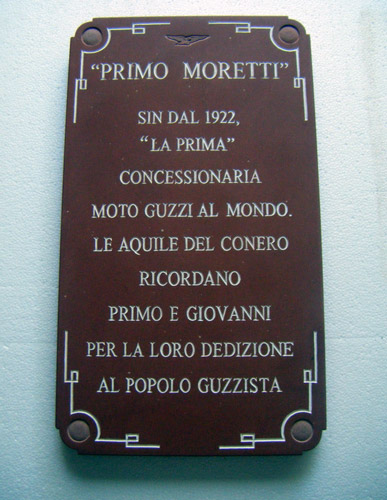 "PRIMO MORETTI"
SIN DAL 1922,
"LA PRIMA"
CONCESSIONARIA
MOTO GUZZI AL MONDO.
LE AQUILE DEL CONERO
RICORDANO
PRIMO E GIOVANNI
PER LA LORO DEDIZIONE
AL POPOLO GUZZISTA